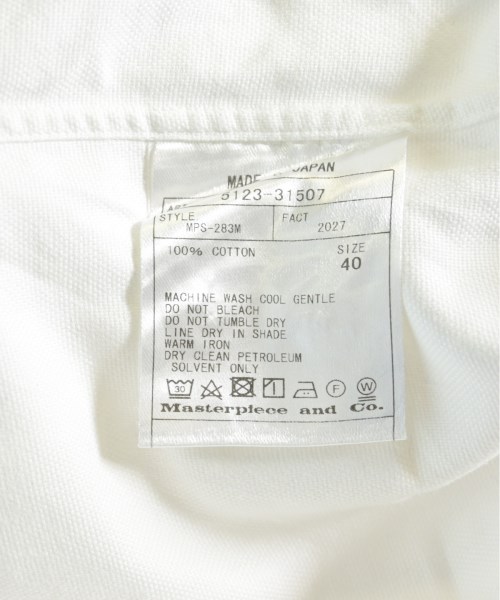 MADE JAPAN
5123-31507
STYLE FACT
MPS-283M 2027
100% COTTON SIZE
40
MACHINE WASH COOL GENTLE
DO NOT BLEACH
DO NOT TUMBLE DRY
LINE DRY IN SHADE
WARM IRON
DRY CLEAN PETROLEUM
SOLVENT ONLY
30 F W
Masterpiece and Co.